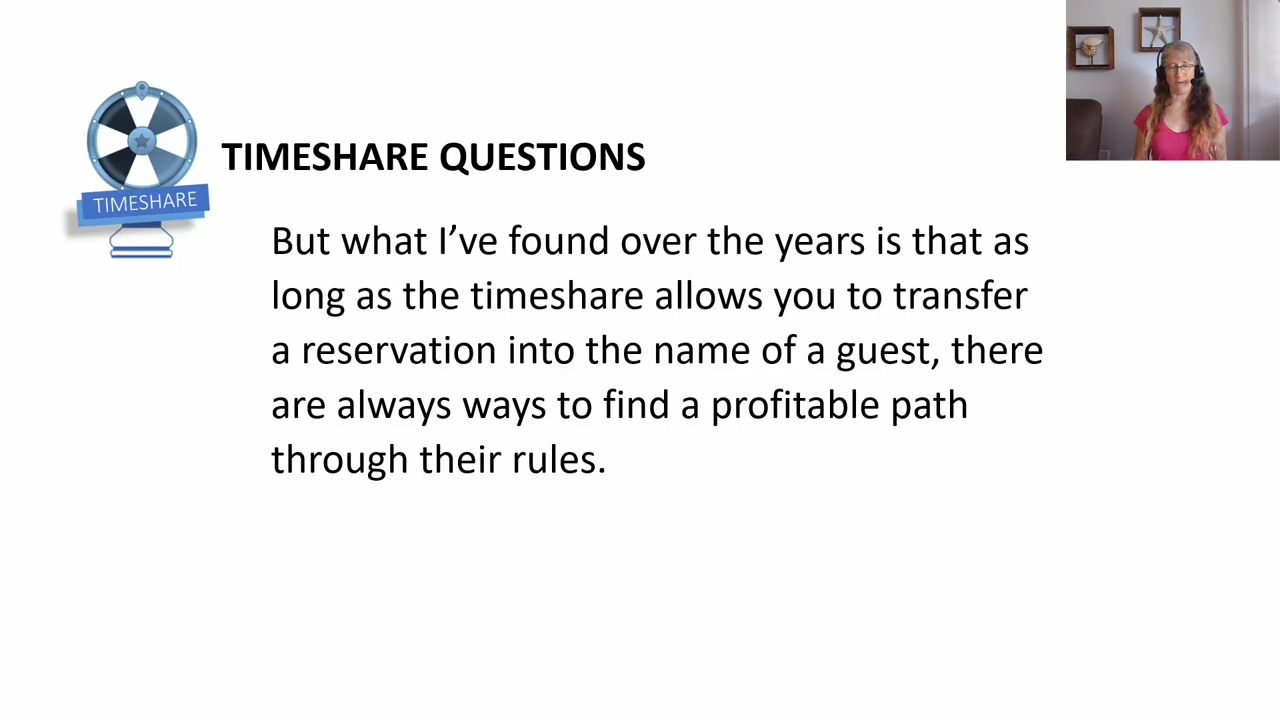 TIMESHARE QUESTIONS
TIMESHARE
But what I’ve found over the years is that as
long as the timeshare allows you to transfer
a reservation into the name of a guest, there
are always ways to find a profitable path
through their rules.